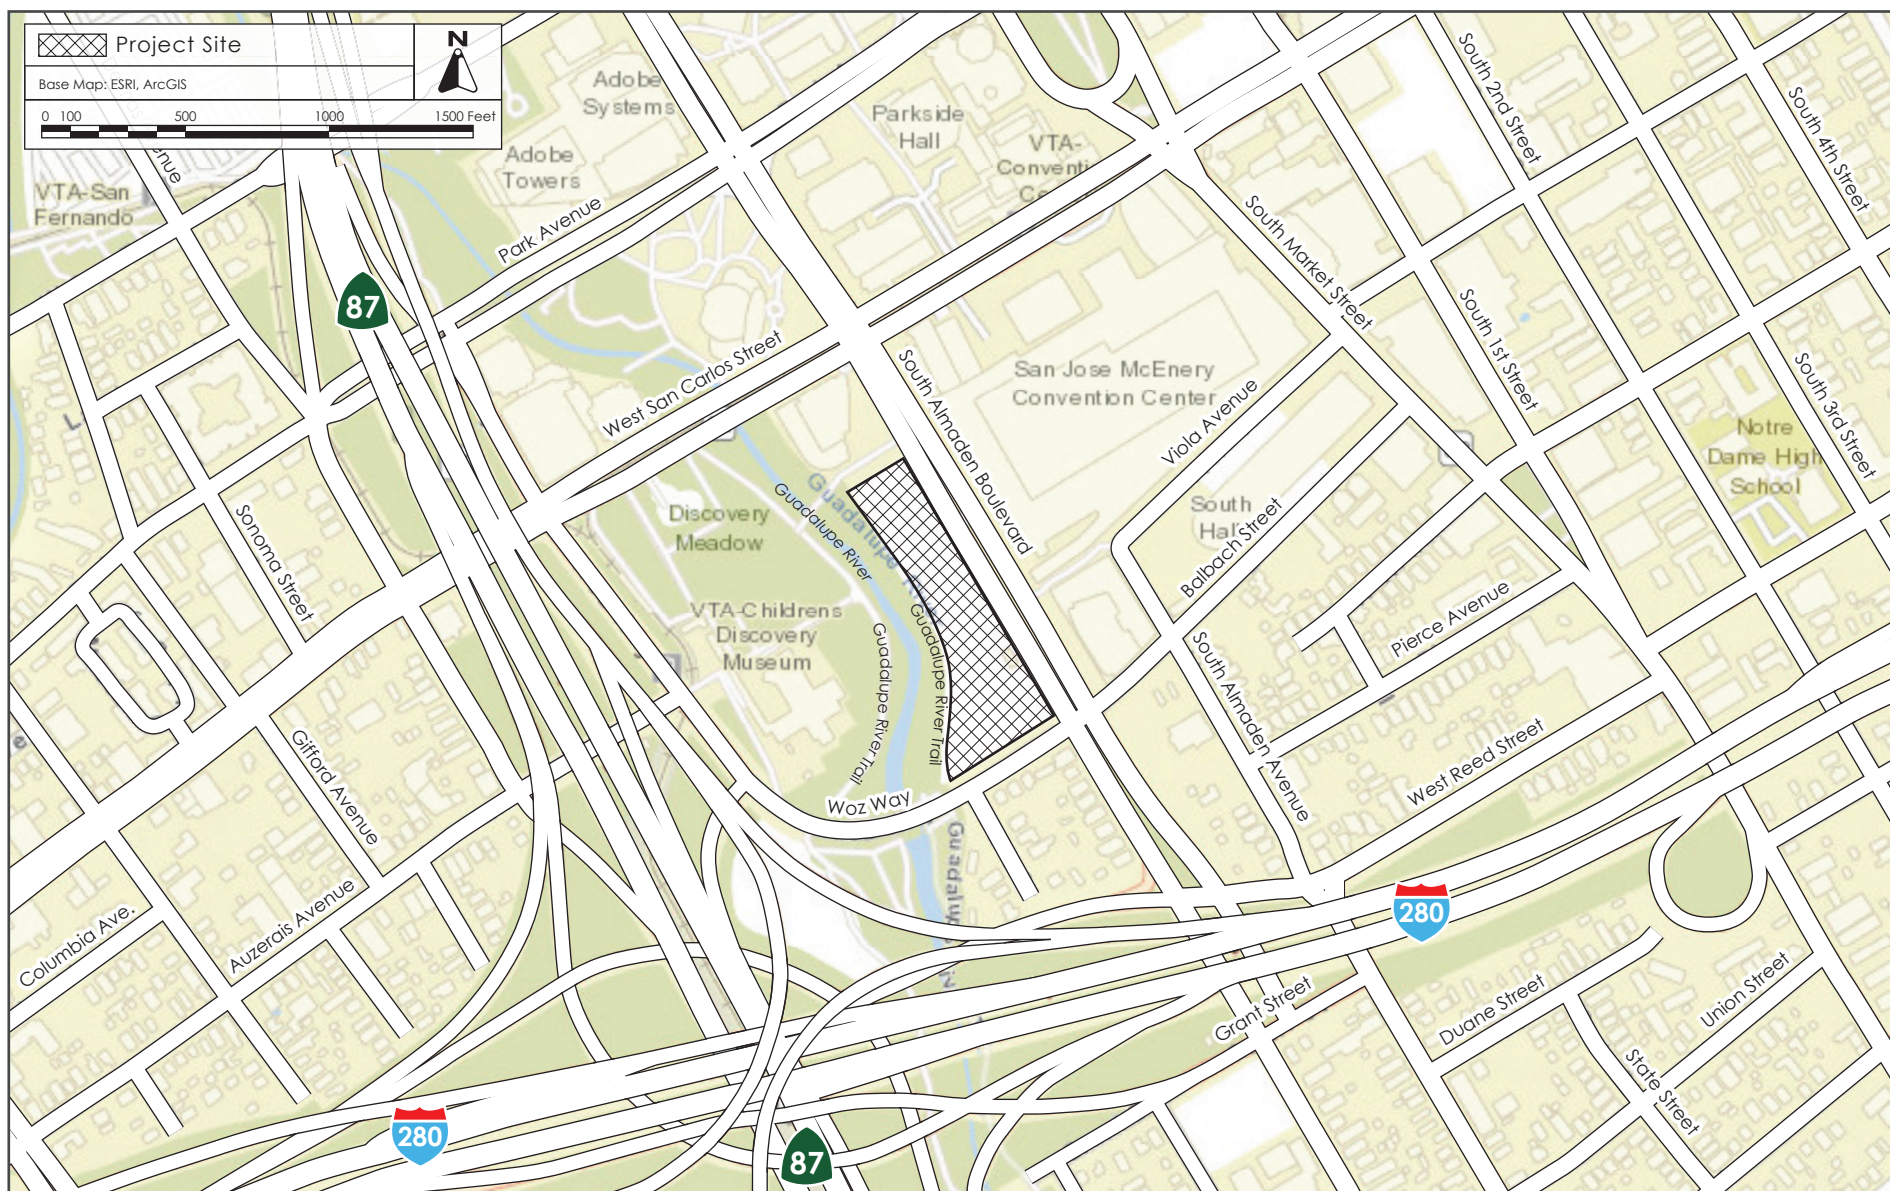 Project Site
N
Base Map: ESRI, ArcGIS
0 100 500 1000 1500 Feet
enue
VTA-San
Fernando
Adobe
Systems
Adobe
Towers
Parkside
Hall
VTA-
Conventi
South 2nd Street
South 4th Street
Park Avenue
87
South Market Street
South 1st Street
South 3rd Street
West San Carlos Street
South Almaden Boulevard
San Jose McEnery
Convention Center
Viola Avenue
Notre
Dame High
School
Sonoma Street
Discovery
Meadow
Guadalupe River
Guadalupe
South
Hall
Balbach Street
VTA-Childrens
Discovery
Museum
Guadalupe River Trail
Guadalupe River Trail
Pierce Avenue
South Almaden Avenue
Gifford Avenue
West Reed Street
Woz Way
Guadalup
Columbia Ave.
Auzerais Avenue
280
Grant Street
Duane Street
Union Street
State Street
280
87